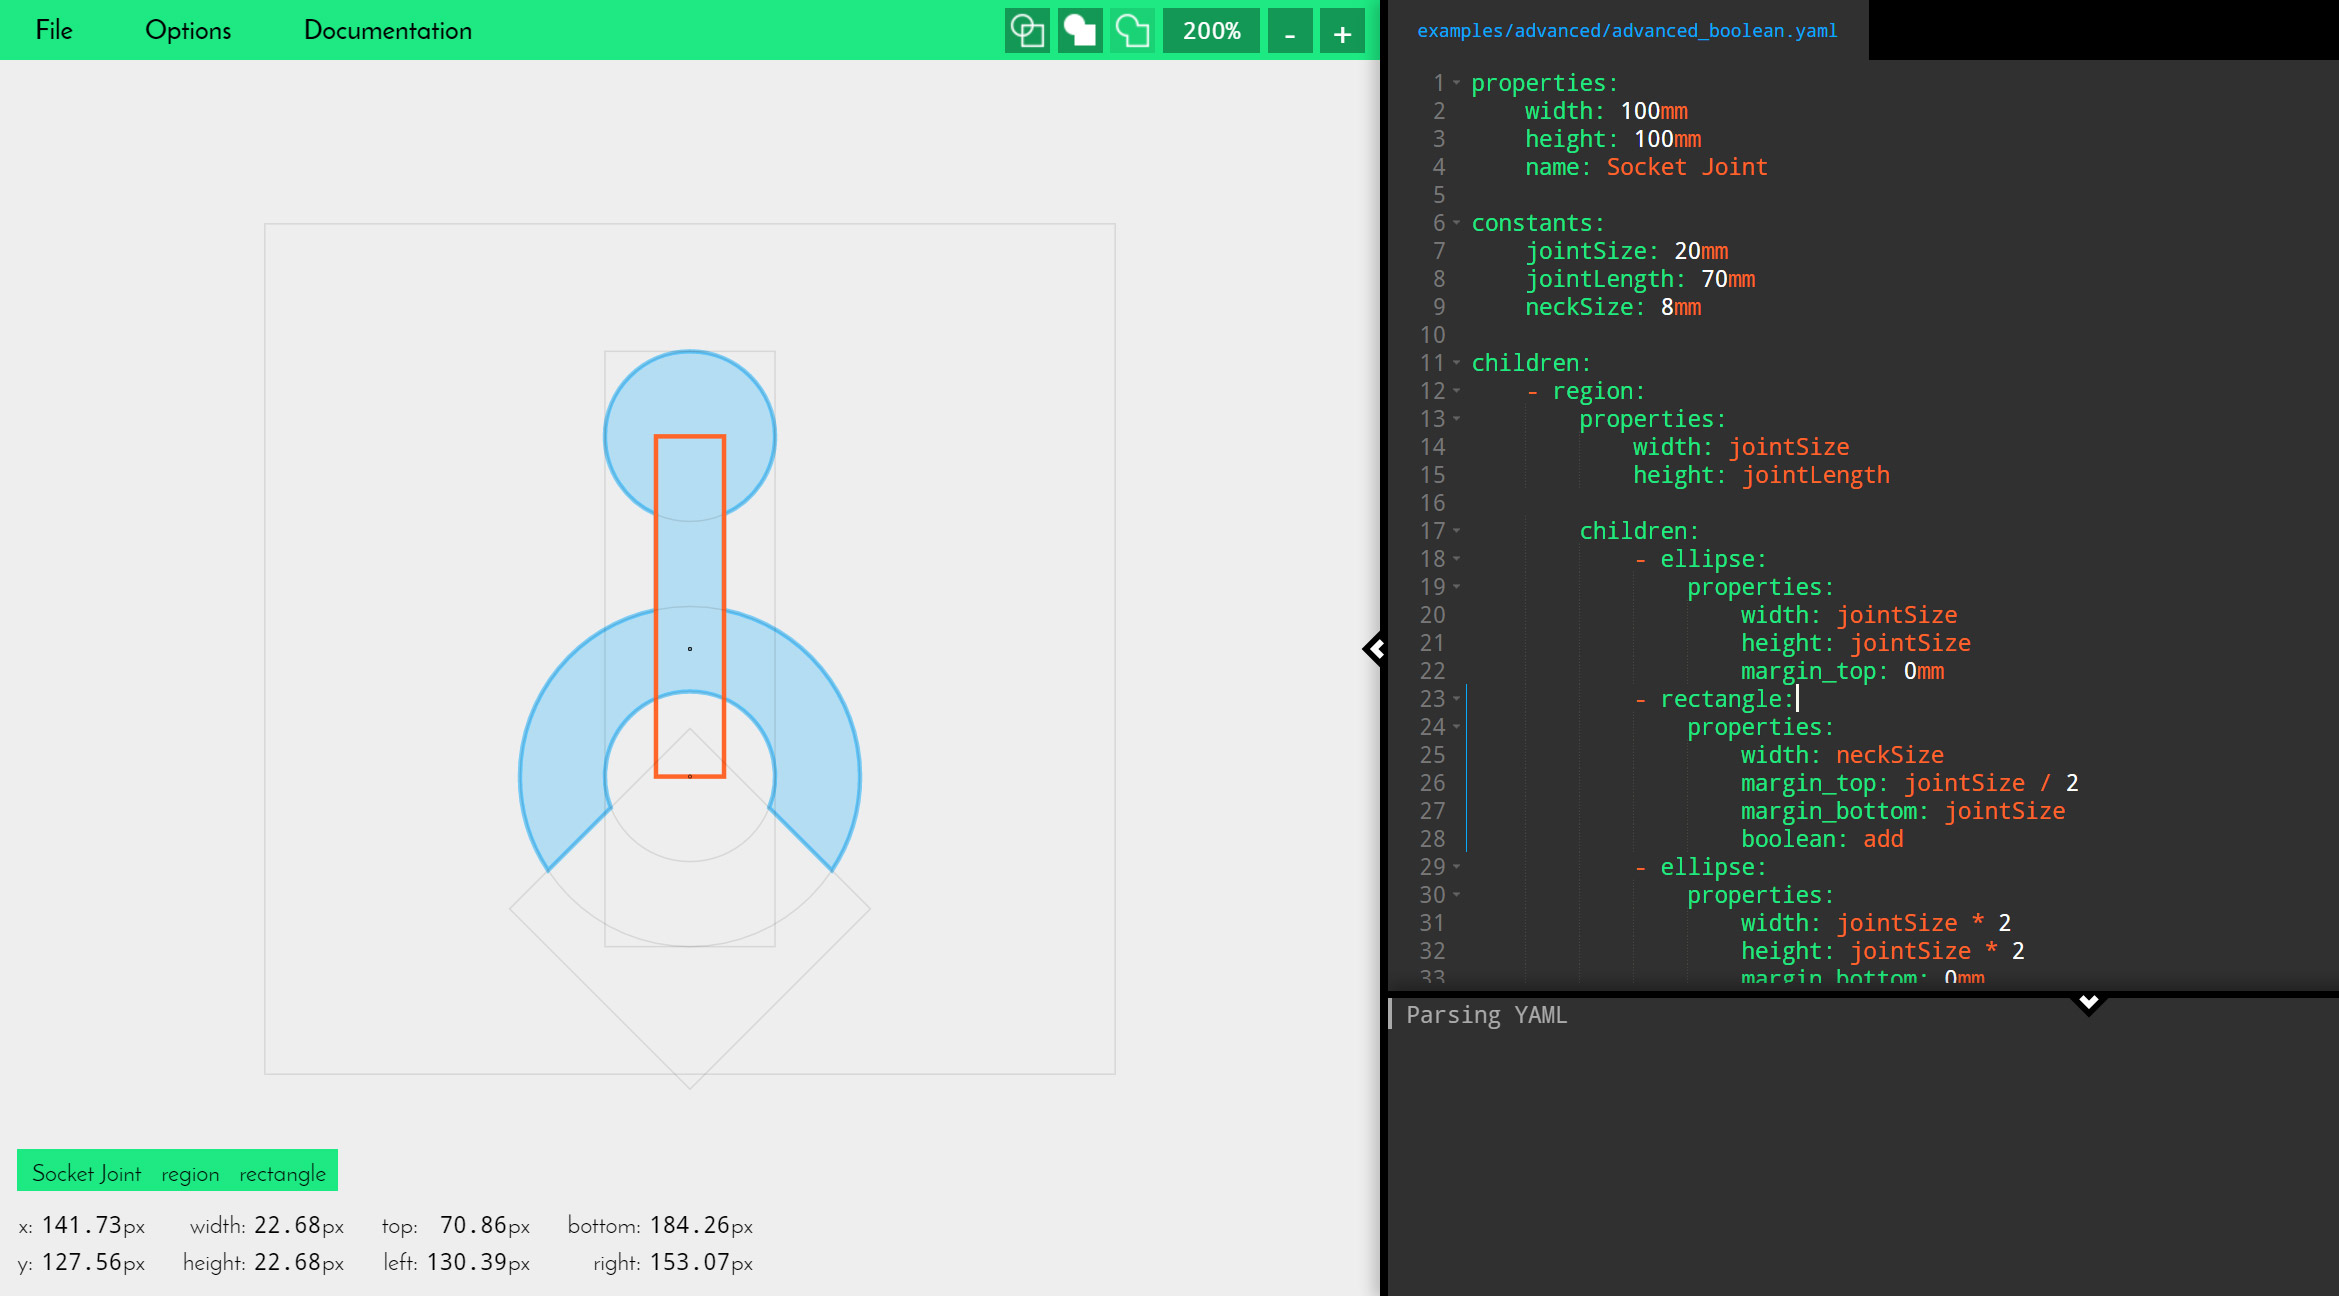 File Options Documentation 200% - +
examples/advanced/advanced_boolean.yaml
1 properties:
2 width: 100mm
3 height: 100mm
4 name: Socket Joint
5
6 constants:
7 jointSize: 20mm
8 jointLength: 70mm
9 neckSize: 8mm
10
11 children:
12 - region:
13 properties:
14 width: jointSize
15 height: jointLength
16
17 children:
18 - ellipse:
19 properties:
20 width: jointSize
21 height: jointSize
22 margin_top: 0mm
23 - rectangle:
24 properties:
25 width: neckSize
26 margin_top: jointSize / 2
27 margin_bottom: jointSize
28 boolean: add
29 - ellipse:
30 properties:
31 width: jointSize * 2
32 height: jointSize * 2
33 margin_bottom: 0mm
Parsing YAML
Socket Joint region rectangle
x: 141.73px width: 22.68px top: 70.86px bottom: 184.26px
y: 127.56px height: 22.68px left: 130.39px right: 153.07px